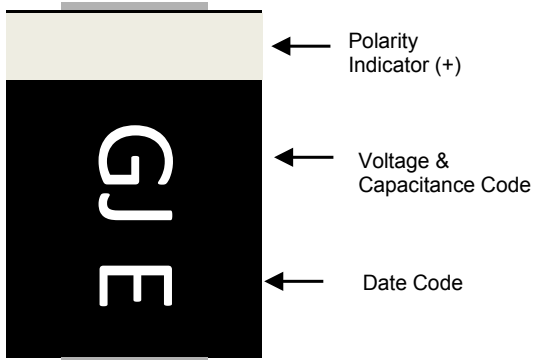 Polarity
Indicator (+)
GJ E
Voltage &
Capacitance Code
Date Code